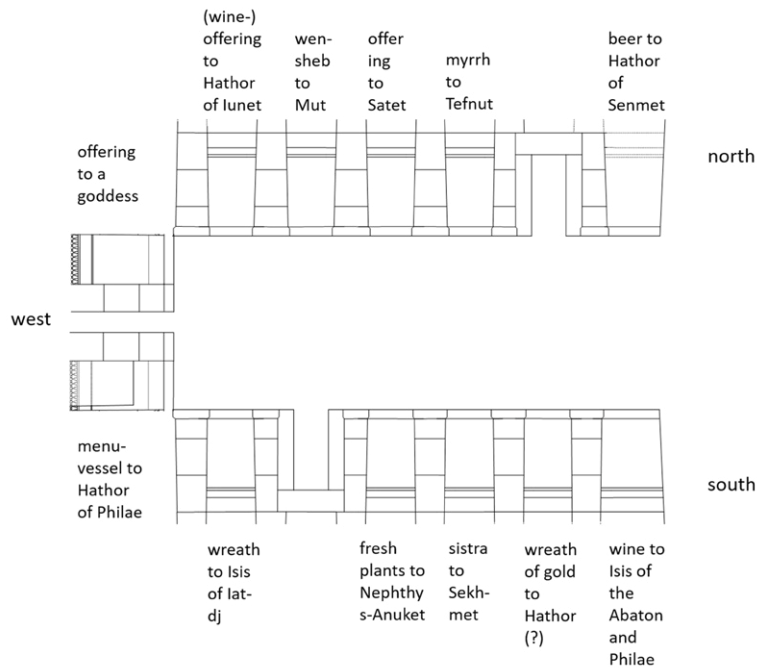 (wine-)
offering
to
Hathor
of Iunet
wen-
sheb
to
Mut
offer
ing
to
Satet
myrrh
to
Tefnut
beer to
Hathor
of
Senmet
offering
to a
goddess
north
west
menu-
vessel to
Hathor
of Philae
south
wreath
to Isis
of Iat-
dj
fresh
plants to
Nephthy
s-Anuket
sistra
to
Sekh-
met
wreath
of gold
to
Hathor
(?)
wine to
Isis of
the
Abaton
and
Philae